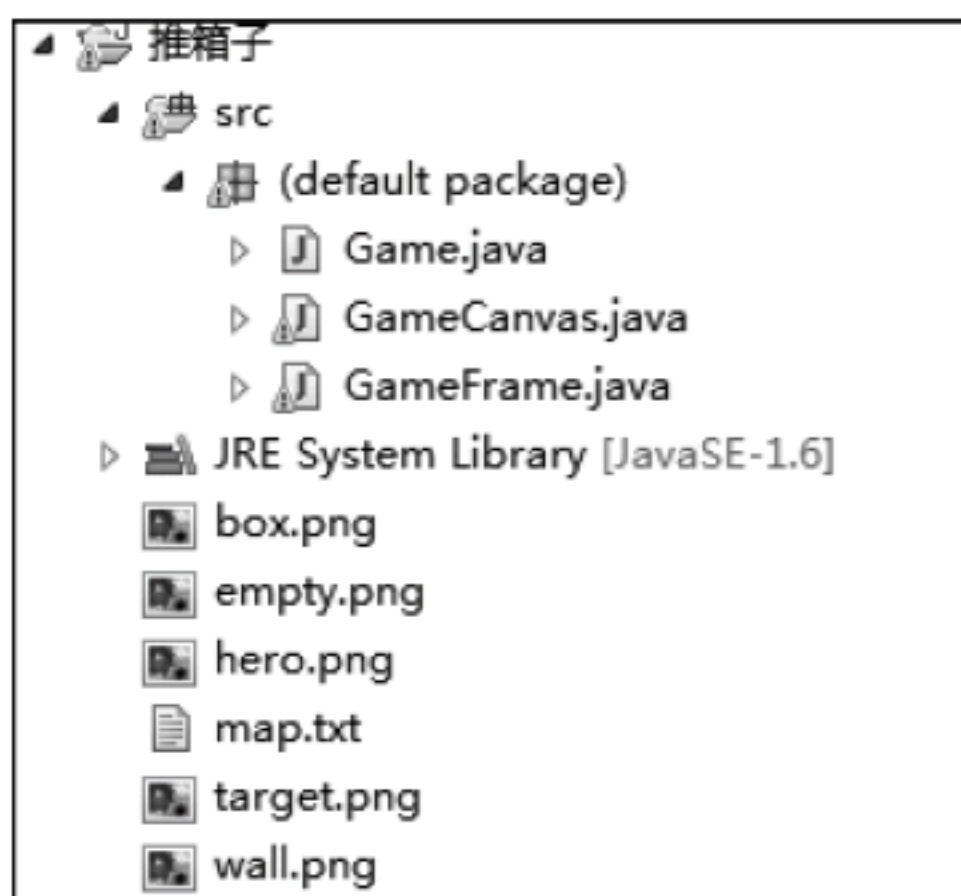 推箱子
src
(default package)
Game.java
GameCanvas.java
GameFrame.java
JRE System Library [JavaSE-1.6]
box.png
empty.png
hero.png
map.txt
target.png
wall.png